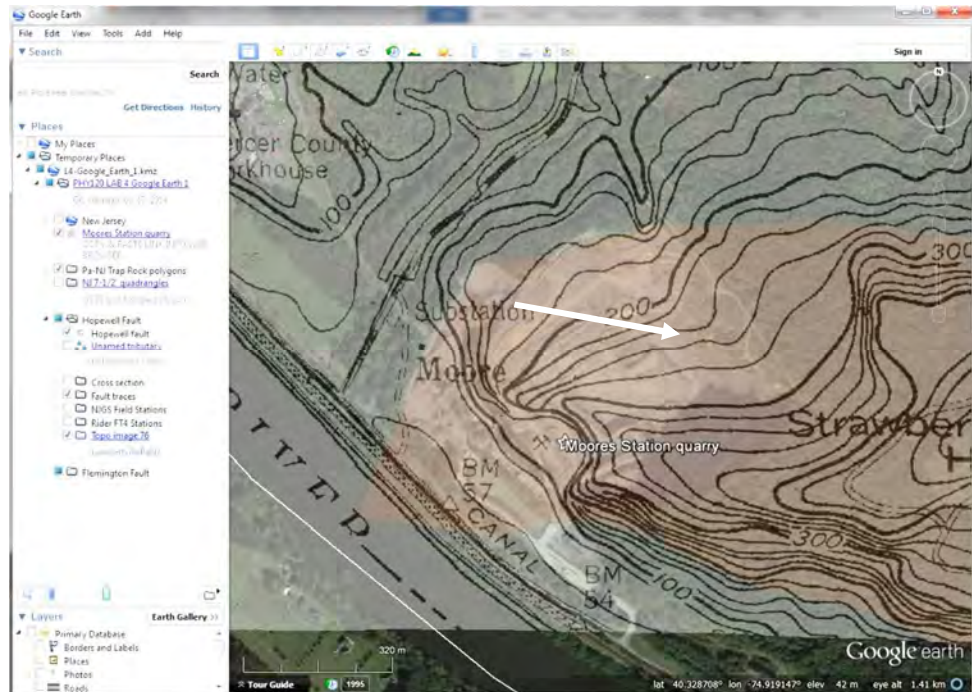 Google Earth
File Edit View Tools Add Help
Search
Sign in
Search
Get Directions History
Places
My Places
Temporary Places
L4-Google_Earth_1.kmz
PHY120 LAB 4 Google Earth 1
New Jersey
Moores Station quarry
Pa-NJ Trap Rock polygons
NJ 7-1/2 quadrangles
Hopewell Fault
Hopewell fault
Unamed tributary
Cross section
Fault traces
NJGS Field Stations
Rider FT4 Stations
Topo image 76
Flemington Fault
Layers
Earth Gallery >>
Primary Database
Borders and Labels
Places
Photos
Roads
Water
ercer County
rkhouse
100
100
300
200
Substation
Moore
Strawber
H
Moores Station quarry
BM
57
CANAL
RIVER
300
100
BM
54
320 m
Google earth
Tour Guide
1995
lat 40.328708° lon -74.919147° elev 42 m eye alt 1.41 km